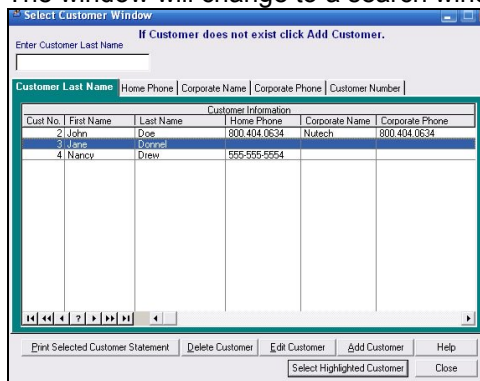 The window will change to a search wind
Select Customer Window
If Customer does not exist click Add Customer.
Enter Customer Last Name
Customer Last Name Home Phone Corporate Name Corporate Phone Customer Number
Customer Information
Cust No. First Name Last Name Home Phone Corporate Name Corporate Phone
2 John Doe 800.404.0634 Nutech 800.404.0634
3 Jane Donnel
4 Nancy Drew 555-555-5554
?
Print Selected Customer Statement Delete Customer Edit Customer Add Customer Help
Select Highlighted Customer Close